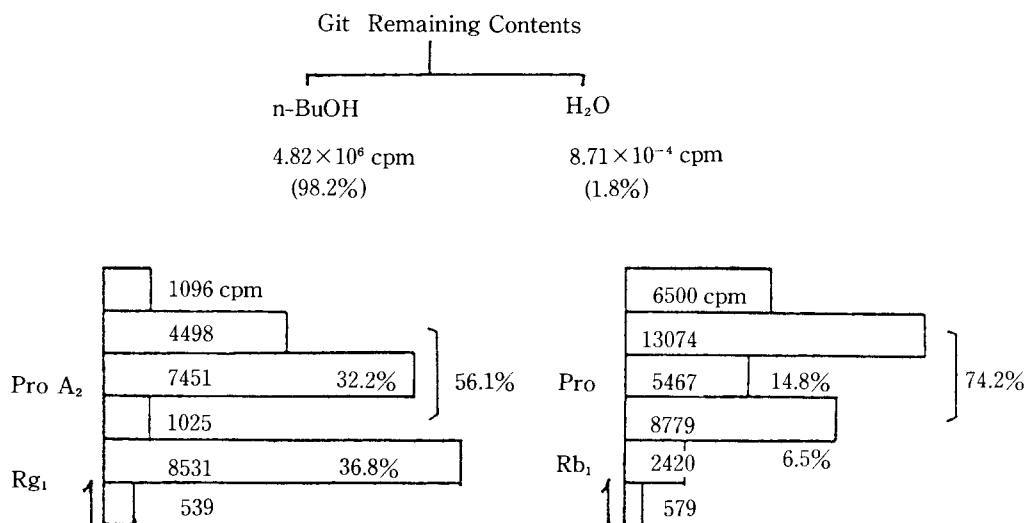 Git Remaining Contents
n-BuOH H₂O
4.82×10⁶ cpm 8.71×10⁻⁴ cpm
(98.2%) (1.8%)
1096 cpm
4498
Pro A₂ 7451 32.2% 56.1%
1025
Rg₁ 8531 36.8%
539
6500 cpm
13074
Pro 5467 14.8% 74.2%
8779
Rb₁ 2420 6.5%
579